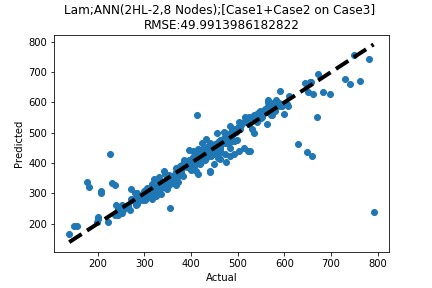 Lam;ANN(2HL-2,8 Nodes);[Case1+Case2 on Case3]
RMSE:49.9913986182822
800
700
600
500
400
300
200
Predicted
200 300 400 500 600 700 800
Actual